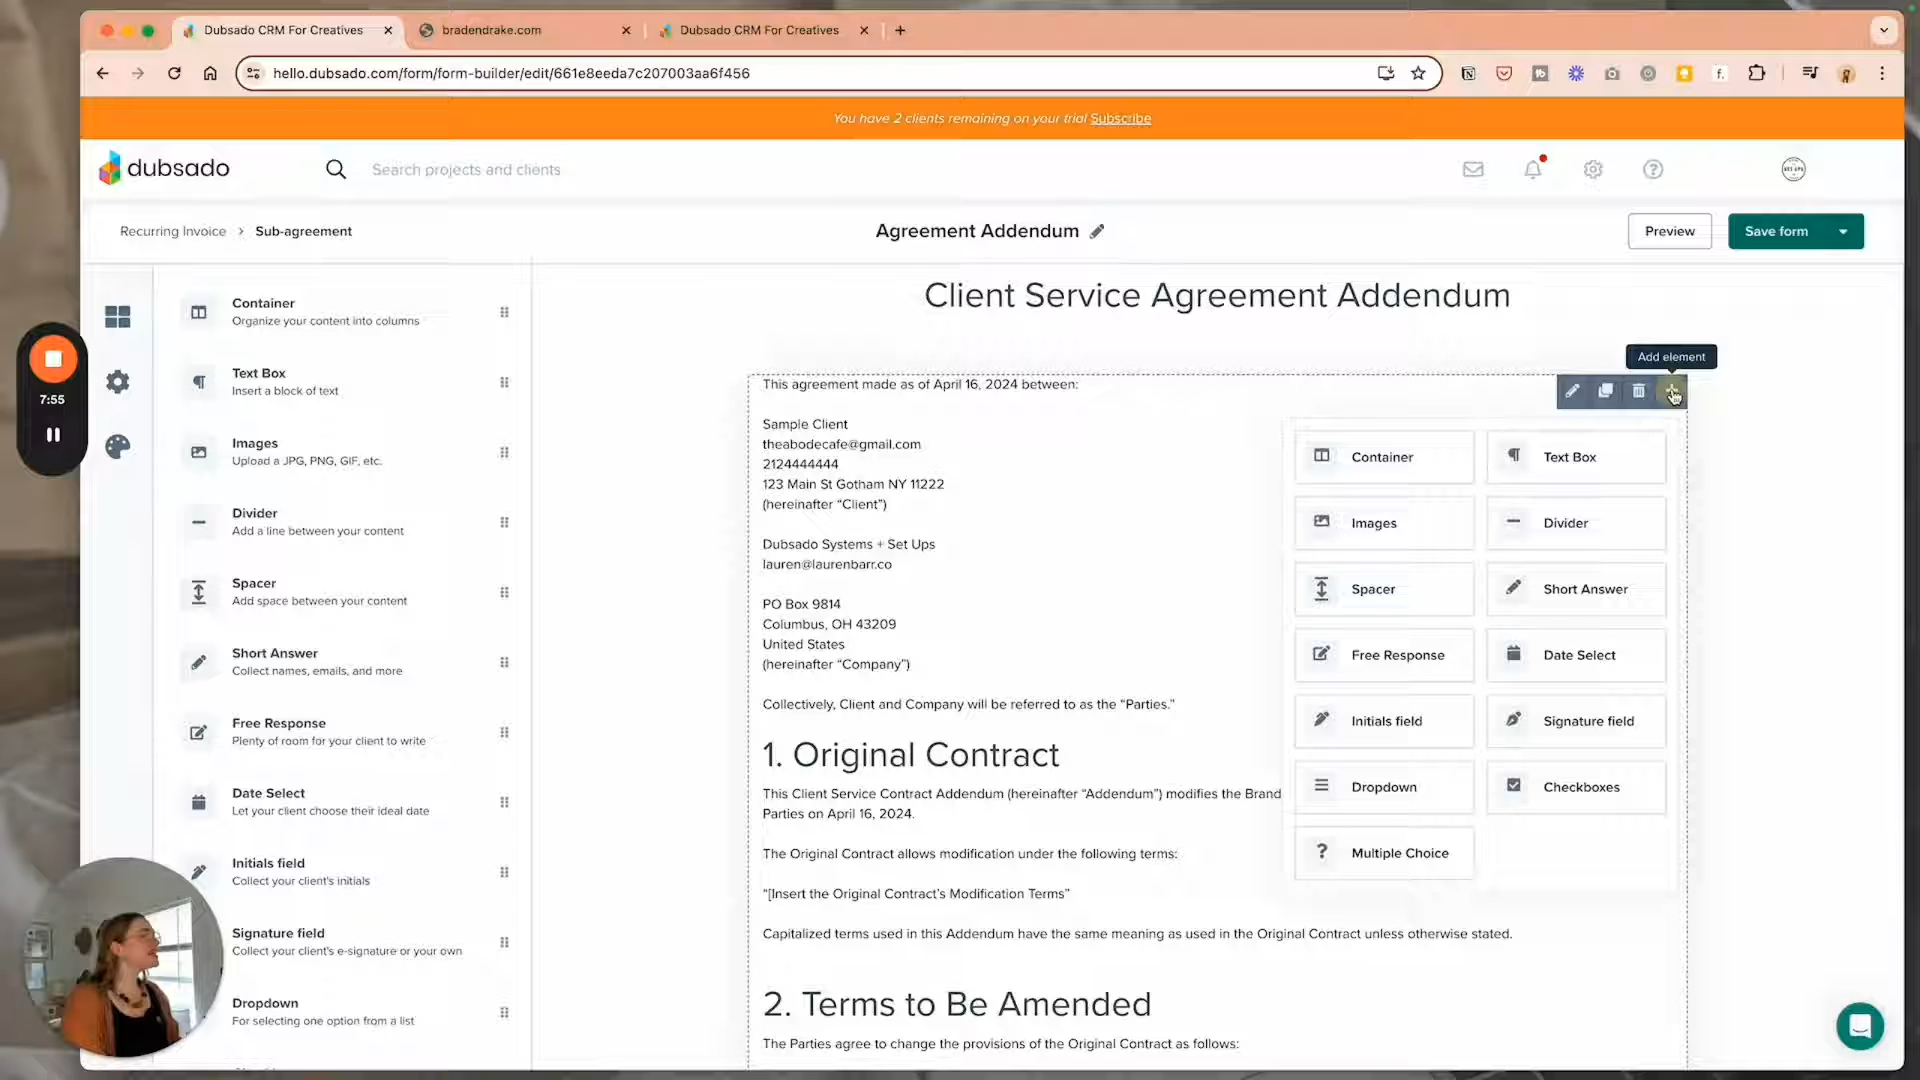 Dubsado CRM For Creatives
bradendrake.com
Dubsado CRM For Creatives
hello.dubsado.com/form/form-builder/edit/661e8eeda7c207003aa6f456
You have 2 clients remaining on your trial Subscribe
dubsado
Search projects and clients
Recurring Invoice > Sub-agreement
Agreement Addendum
Preview
Save form
7:55
Container
Organize your content into columns
Text Box
Insert a block of text
Images
Upload a JPG, PNG, GIF, etc.
Divider
Add a line between your content
Spacer
Add space between your content
Short Answer
Collect names, emails, and more
Free Response
Plenty of room for your client to write
Date Select
Let your client choose their ideal date
Initials field
Collect your client's initials
Signature field
Collect your client's e-signature or your own
Dropdown
For selecting one option from a list
Client Service Agreement Addendum
Add element
This agreement made as of April 16, 2024 between:
Sample Client
theabodecafe@gmail.com
2124444444
123 Main St Gotham NY 11222
(hereinafter “Client”)
Dubsado Systems + Set Ups
lauren@laurenbarr.co
PO Box 9814
Columbus, OH 43209
United States
(hereinafter “Company”)
Collectively, Client and Company will be referred to as the “Parties.”
1. Original Contract
This Client Service Contract Addendum (hereinafter “Addendum”) modifies the Brand
Parties on April 16, 2024.
The Original Contract allows modification under the following terms:
“[Insert the Original Contract’s Modification Terms”
Capitalized terms used in this Addendum have the same meaning as used in the Original Contract unless otherwise stated.
2. Terms to Be Amended
The Parties agree to change the provisions of the Original Contract as follows:
Container
Text Box
Images
Divider
Spacer
Short Answer
Free Response
Date Select
Initials field
Signature field
Dropdown
Checkboxes
Multiple Choice